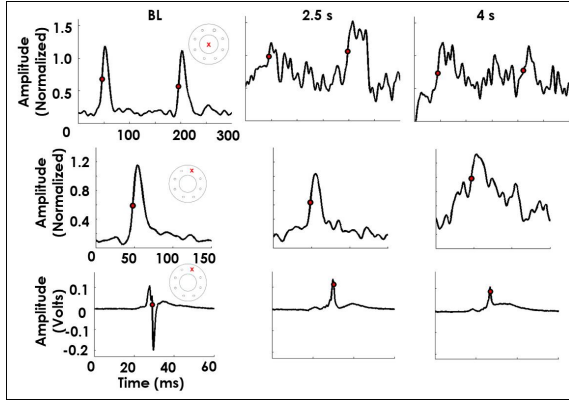 BL 2.5 s 4 s
Amplitude
(Normalized)
1.5
1.0
0.5
0 100 200 300
x
Amplitude
(Normalized)
1.2
0.8
0.4
0 50 100 150
x
Amplitude
(Volts)
0.1
0
-0.1
-0.2
0 20 40 60
x
Time (ms)